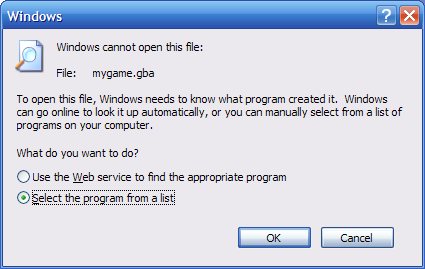 Windows
Windows cannot open this file:
File: mygame.gba
To open this file, Windows needs to know what program created it. Windows
can go online to look it up automatically, or you can manually select from a list of
programs on your computer.
What do you want to do?
Use the Web service to find the appropriate program
Select the program from a list
OK Cancel